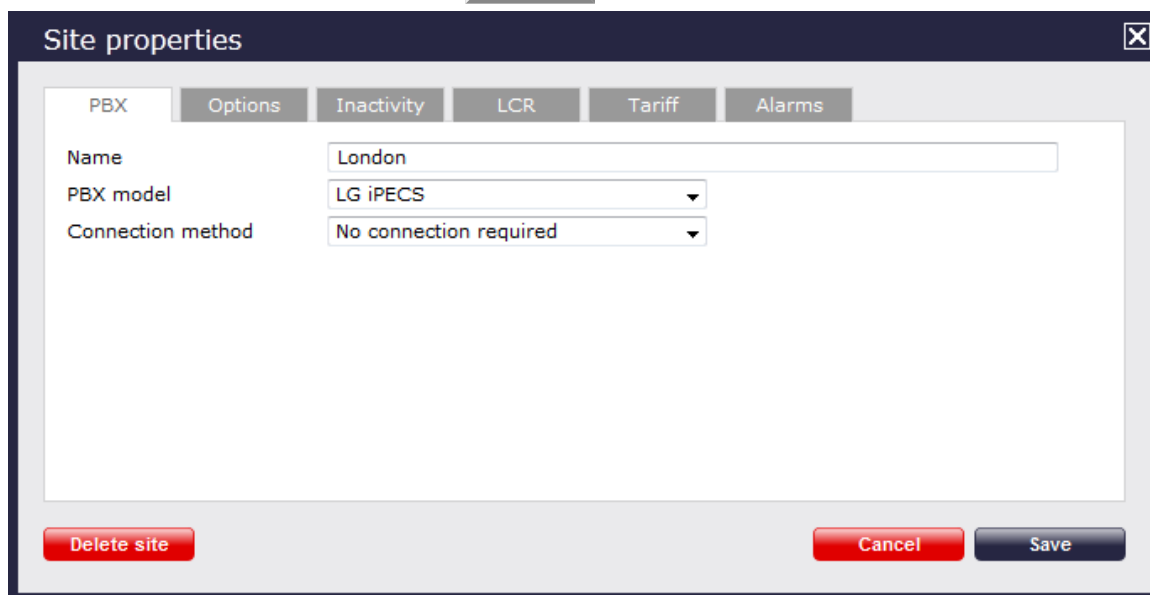 Site properties
PBX Options Inactivity LCR Tariff Alarms
Name London
PBX model LG iPECS
Connection method No connection required
Delete site Cancel Save